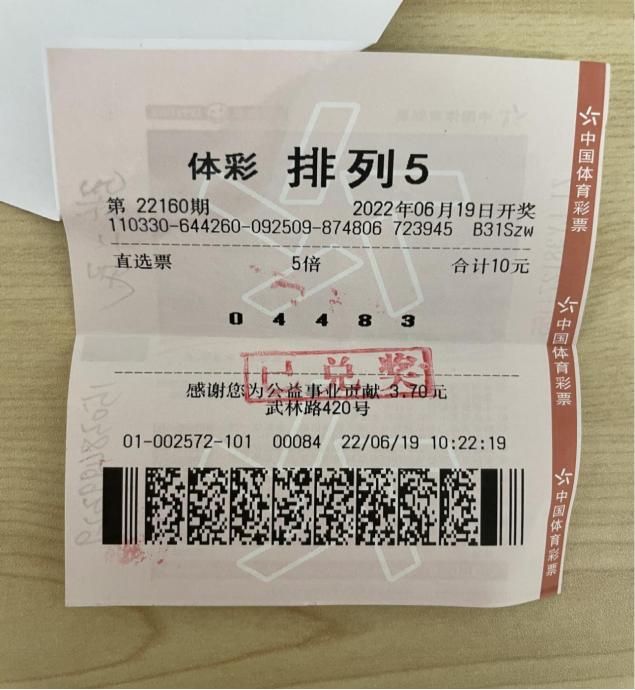 体彩 排列5
第 22160期 2022年06月19日开奖
110330-644260-092509-874806 723945 B31Szw
直选票 5倍 合计10元
0 4 4 8 3
已兑奖
感谢您为公益事业贡献 3.70元
武林路420号
01-002572-101 00084 22/06/19 10:22:19
中国体育彩票
中国体育彩票
中国体育彩票